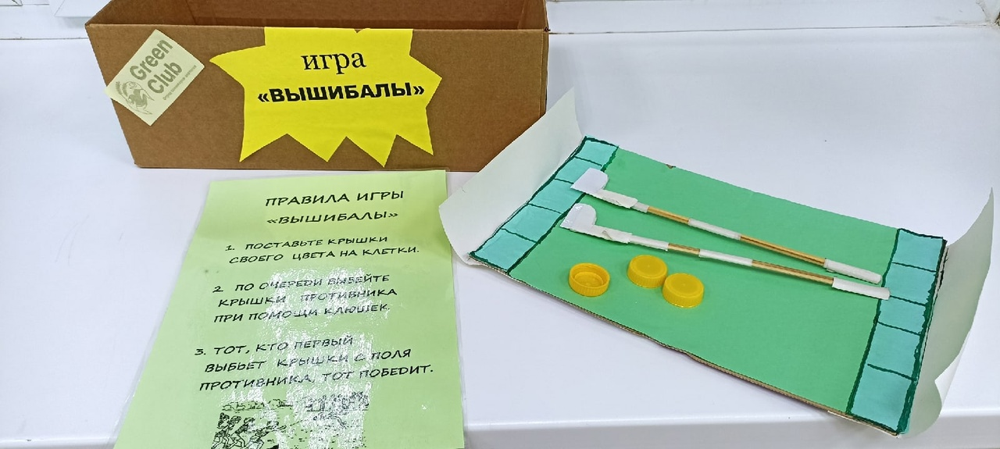 Green
Club
игра
«ВЫШИБАЛЫ»
ПРАВИЛА ИГРЫ
«ВЫШИБАЛЫ»
1. ПОСТАВЬТЕ КРЫШКИ
СВОЕГО ЦВЕТА НА КЛЕТКИ.
2 ПО ОЧЕРЕДИ ВЫБЕЙТЕ
КРЫШКИ ПРОТИВНИКА
ПРИ ПОМОЩИ КЛЮШЕК.
3. ТОТ, КТО ПЕРВЫЙ
ВЫБЬЕТ КРЫШКИ С ПОЛЯ
ПРОТИВНИКА, ТОТ ПОБЕДИТ.